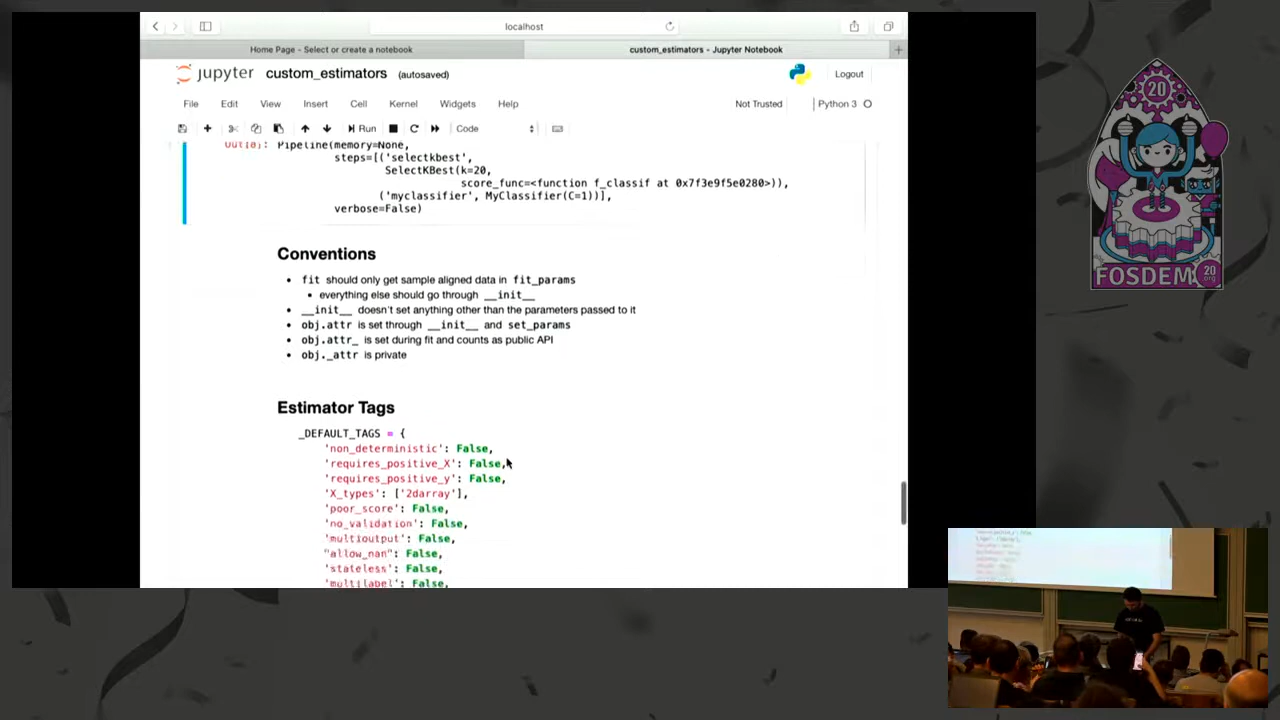 localhost
Home Page - Select or create a notebook
custom_estimators - Jupyter Notebook
jupyter custom_estimators (autosaved)
Logout
File Edit View Insert Cell Kernel Widgets Help
Not Trusted
Python 3
Run
Code
Out[8]: Pipeline(memory=None,
steps=[('selectkbest',
SelectKBest(k=20,
score_func=<function f_classif at 0x7f3e9f5e0280>)),
('myclassifier', MyClassifier(C=1))],
verbose=False)
Conventions
fit should only get sample aligned data in fit_params
everything else should go through __init__
__init__ doesn't set anything other than the parameters passed to it
obj.attr is set through __init__ and set_params
obj.attr_ is set during fit and counts as public API
obj._attr is private
Estimator Tags
_DEFAULT_TAGS = {
'non_deterministic': False,
'requires_positive_X': False,
'requires_positive_y': False,
'X_types': ['2darray'],
'poor_score': False,
'no_validation': False,
'multioutput': False,
"allow_nan": False,
'stateless': False,
'multilabel': False,
20
FOSDEM 20
.org